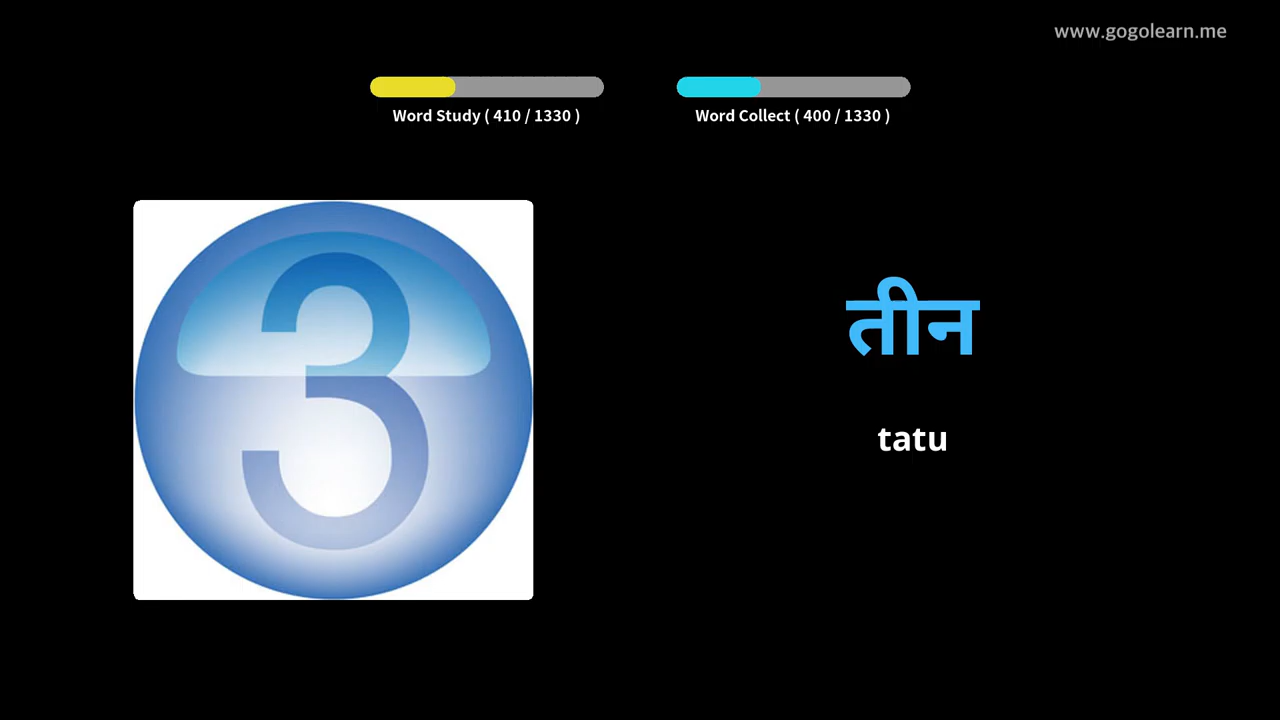 www.gogolearn.me
Word Study ( 410 / 1330 )
Word Collect ( 400 / 1330 )
3
तीन
tatu